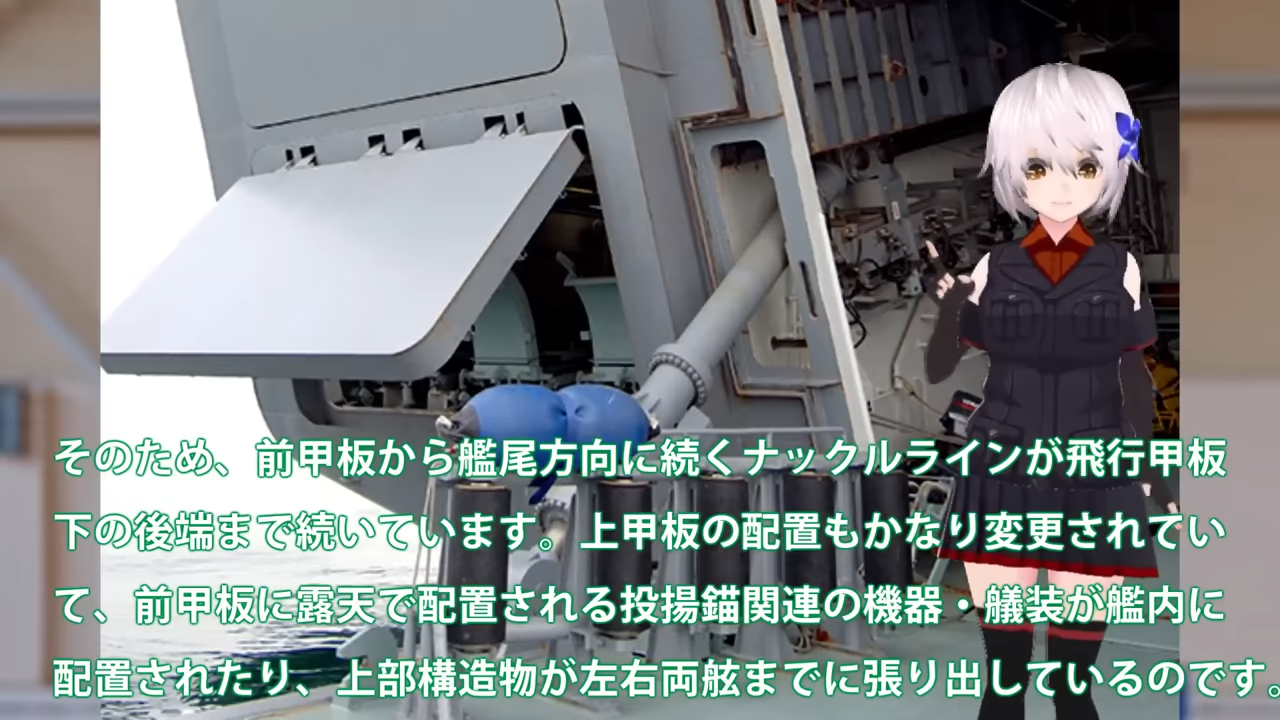 そのため、前甲板から艦尾方向に続くナックルラインが飛行甲板
下の後端まで続いています。上甲板の配置もかなり変更されてい
て、前甲板に露天で配置される投揚錨関連の機器・艤装が艦内に
配置されたり、上部構造物が左右両舷までに張り出しているのです。